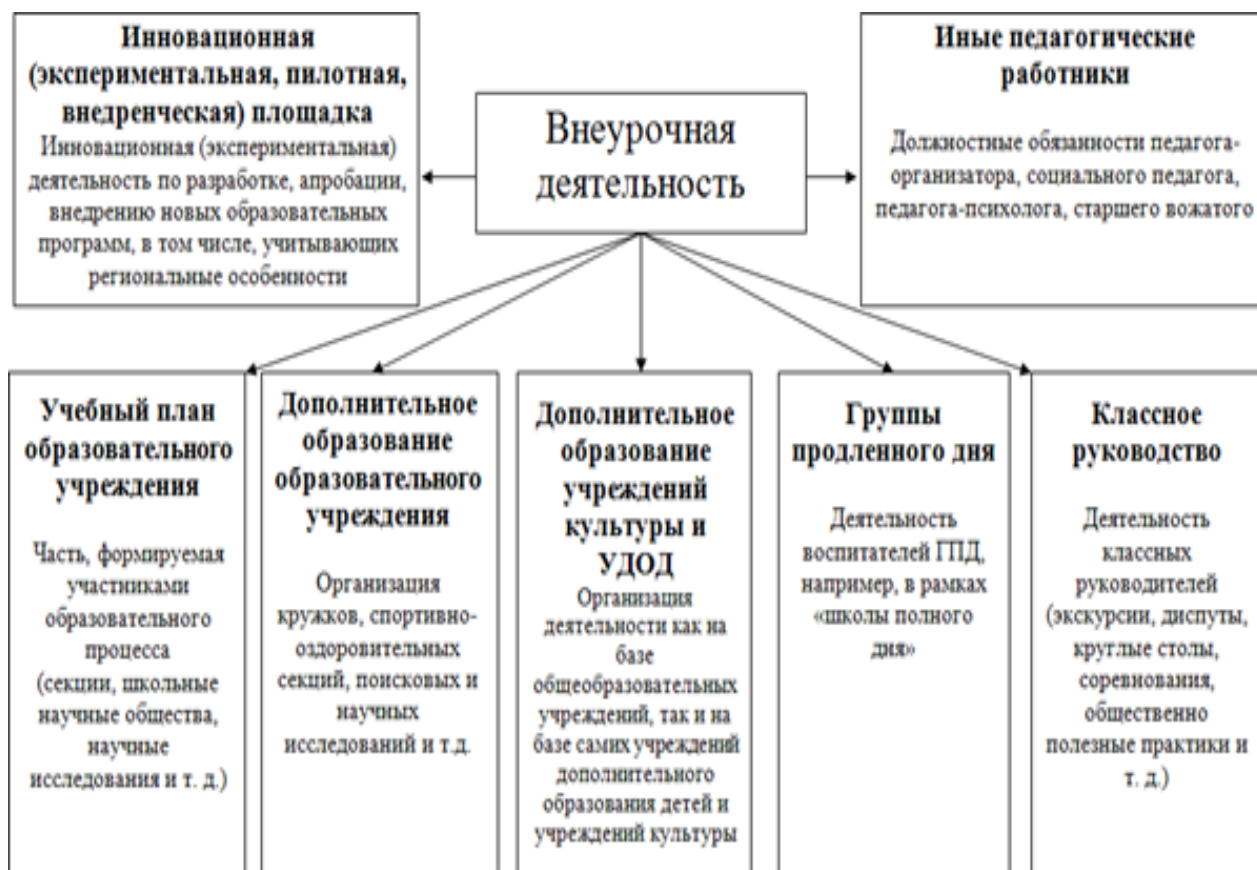 Инновационная
(экспериментальная, пилотная,
внедренческая) площадка
Инновационная (экспериментальная)
деятельность по разработке, апробации,
внедрению новых образовательных
программ, в том числе, учитывающих
региональные особенности
Внеурочная
деятельность
Иные педагогические
работники
Должностные обязанности педагога-
организатора, социального педагога,
педагога-психолога, старшего вожатого
Учебный план
образовательного
учреждения
Часть, формируемая
участниками
образовательного
процесса
(секции, школьные
научные общества,
научные
исследования и т. д.)
Дополнительное
образование
образовательного
учреждения
Организация
кружков, спортивно-
оздоровительных
секций, поисковых и
научных
исследований и т.д.
Дополнительное
образование
учреждений
культуры и
УДОД
Организация
деятельности как на
базе
общеобразовательных
учреждений, так и на
базе самих учреждений
дополнительного
образования детей и
учреждений культуры
Группы
продленного дня
Деятельность
воспитателей ГПД,
например, в рамках
«школы полного
дня»
Классное
руководство
Деятельность
классных
руководителей
(экскурсии, диспуты,
круглые столы,
соревнования,
общественно
полезные практики и
т. д.)